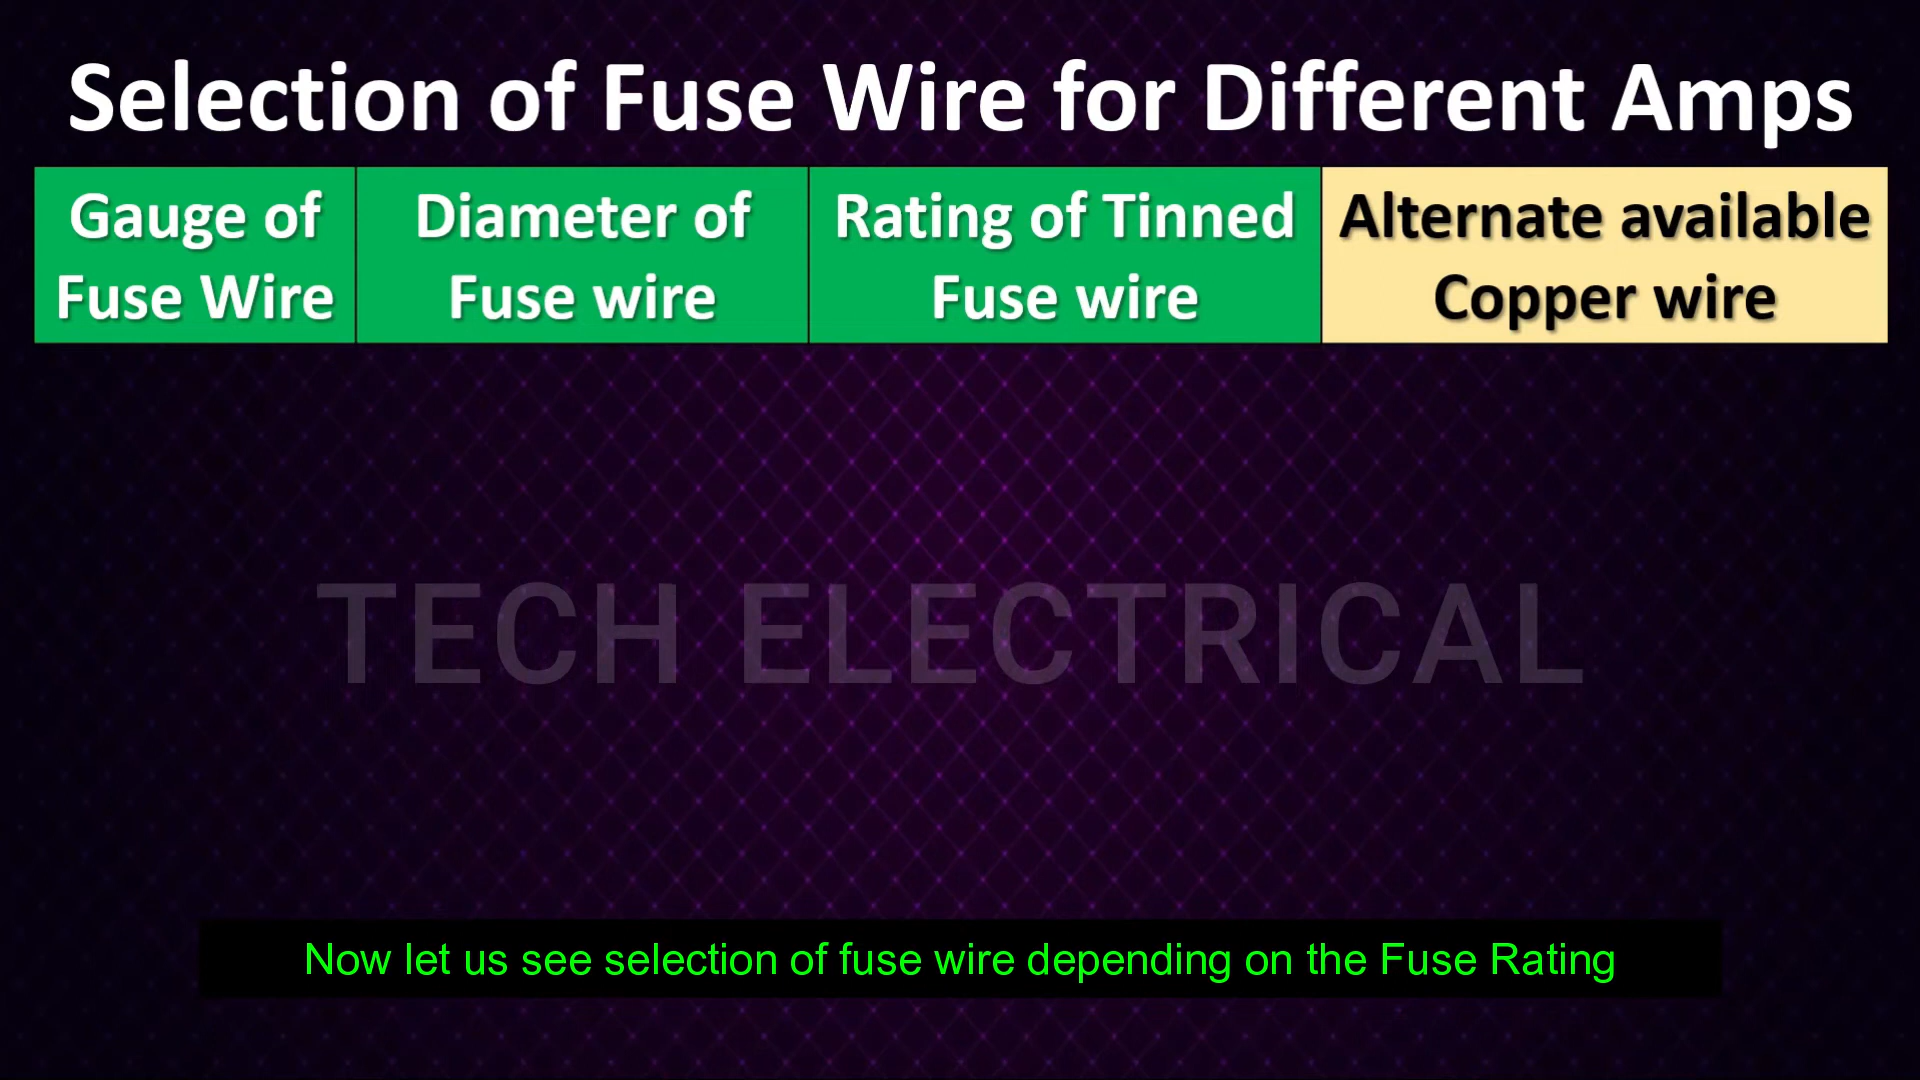 Selection of Fuse Wire for Different Amps
Gauge of
Fuse Wire
Diameter of
Fuse wire
Rating of Tinned
Fuse wire
Alternate available
Copper wire
TECH ELECTRICAL
Now let us see selection of fuse wire depending on the Fuse Rating